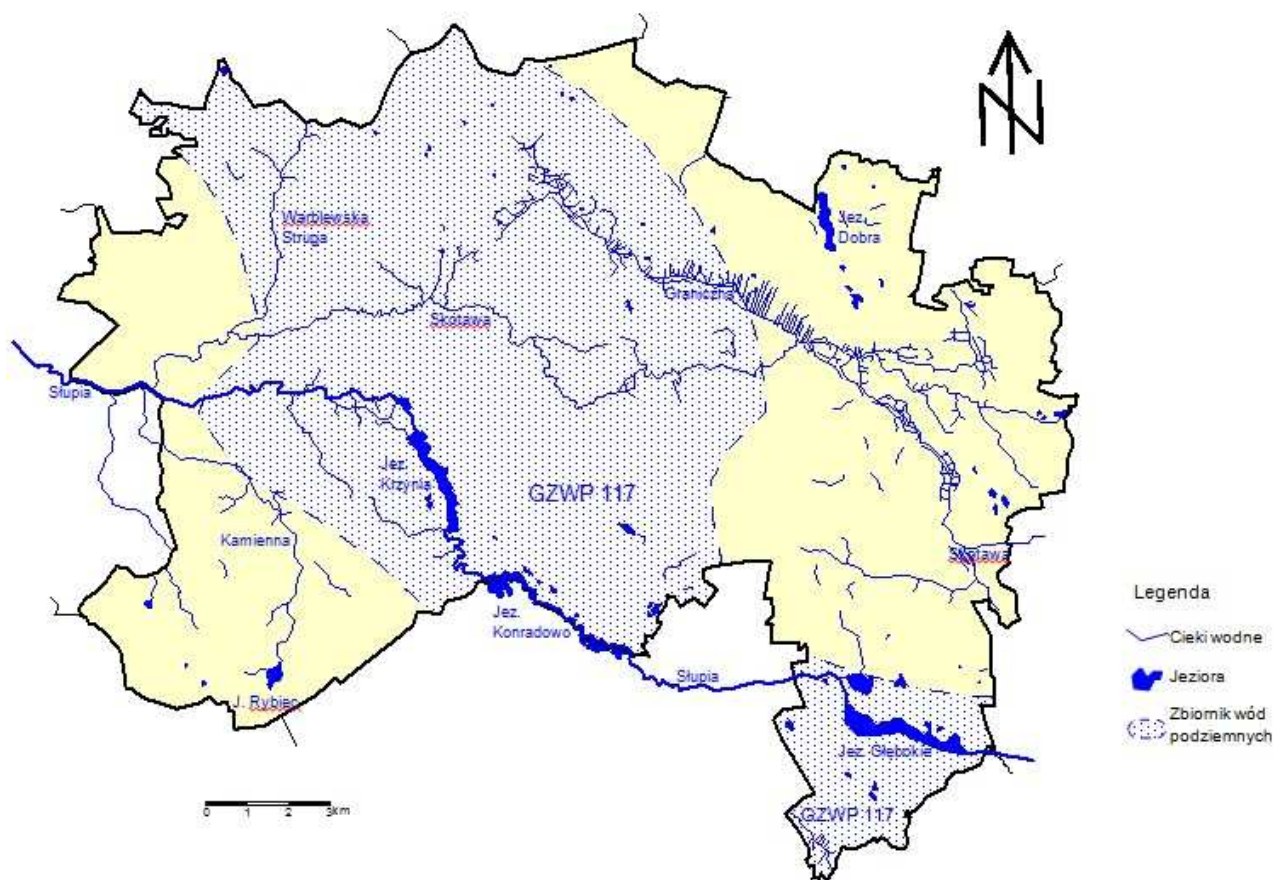 N
Warblewska
Struga
Jez.
Dobra
Graniczna
Skotawa
Słupia
Jez.
Krzynia
GZWP 117
Kamienna
Skotawa
Jez.
Konradowo
Słupia
J. Rybiec
Jez. Głębokie
GZWP 117
0 1 2 3km
Legenda
Cieki wodne
Jeziora
Zbiornik wód
podziemnych